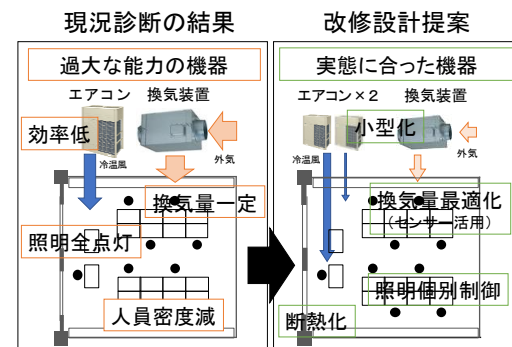 現況診断の結果
過大な能力の機器
エアコン
換気装置
効率低
冷温風
外気
換気量一定
照明全点灯
人員密度減
改修設計提案
実態に合った機器
エアコン×2
換気装置
小型化
冷温風
外気
換気量最適化
(センサー活用)
照明個別制御
断熱化